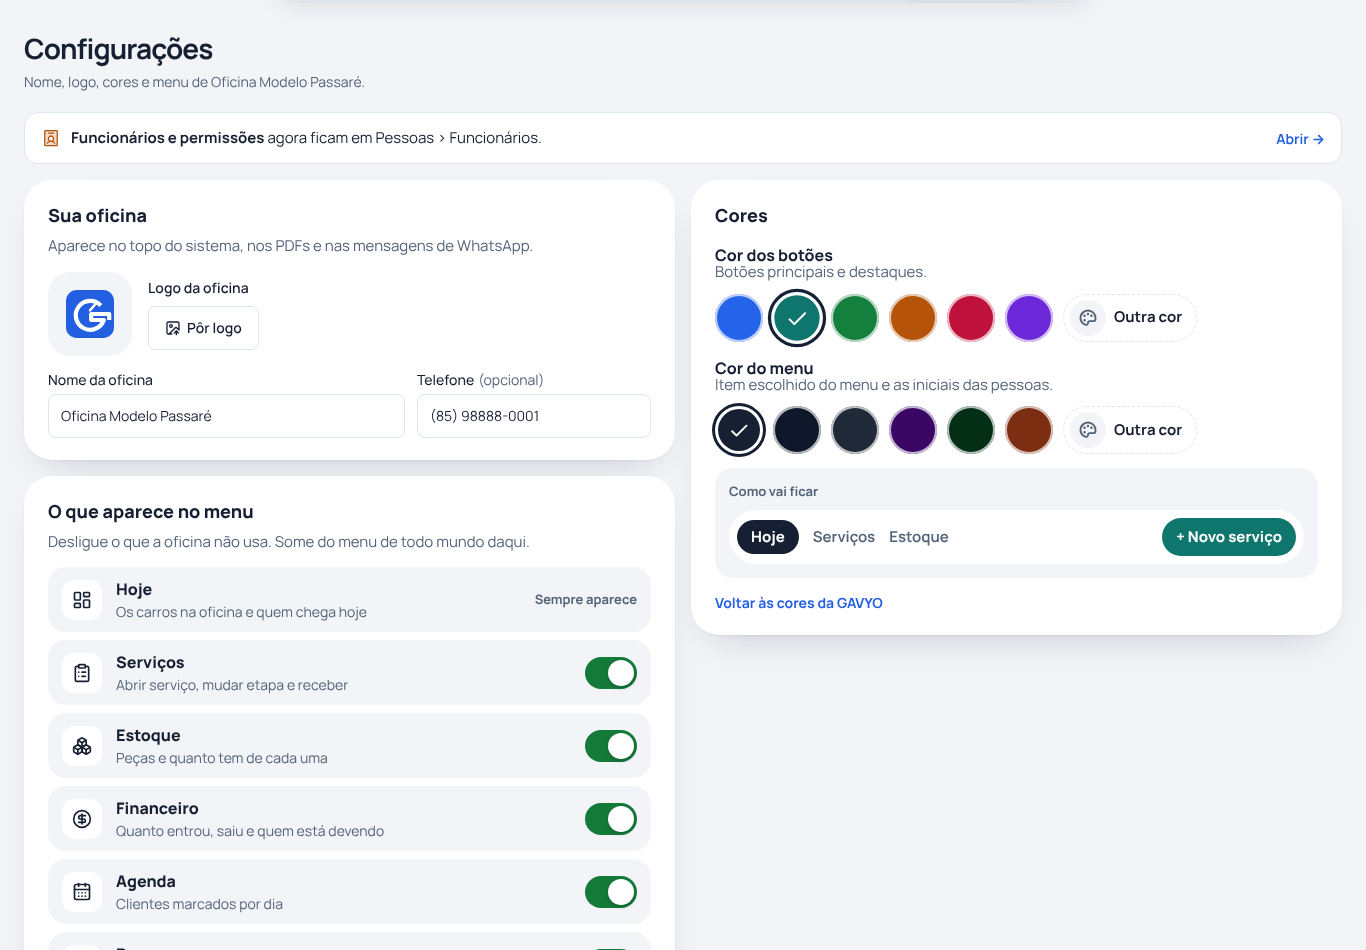 Configurações
Nome, logo, cores e menu de Oficina Modelo Passaré.
Funcionários e permissões agora ficam em Pessoas > Funcionários.
Abrir →
Sua oficina
Aparece no topo do sistema, nos PDFs e nas mensagens de WhatsApp.
Logo da oficina
Pôr logo
Nome da oficina
Telefone (opcional)
Oficina Modelo Passaré
(85) 98888-0001
O que aparece no menu
Desligue o que a oficina não usa. Some do menu de todo mundo daqui.
Hoje
Os carros na oficina e quem chega hoje
Sempre aparece
Serviços
Abrir serviço, mudar etapa e receber
Estoque
Peças e quanto tem de cada uma
Financeiro
Quanto entrou, saiu e quem está devendo
Agenda
Clientes marcados por dia
Cores
Cor dos botões
Botões principais e destaques.
Outra cor
Cor do menu
Item escolhido do menu e as iniciais das pessoas.
Outra cor
Como vai ficar
Hoje
Serviços
Estoque
+ Novo serviço
Voltar às cores da GAVYO